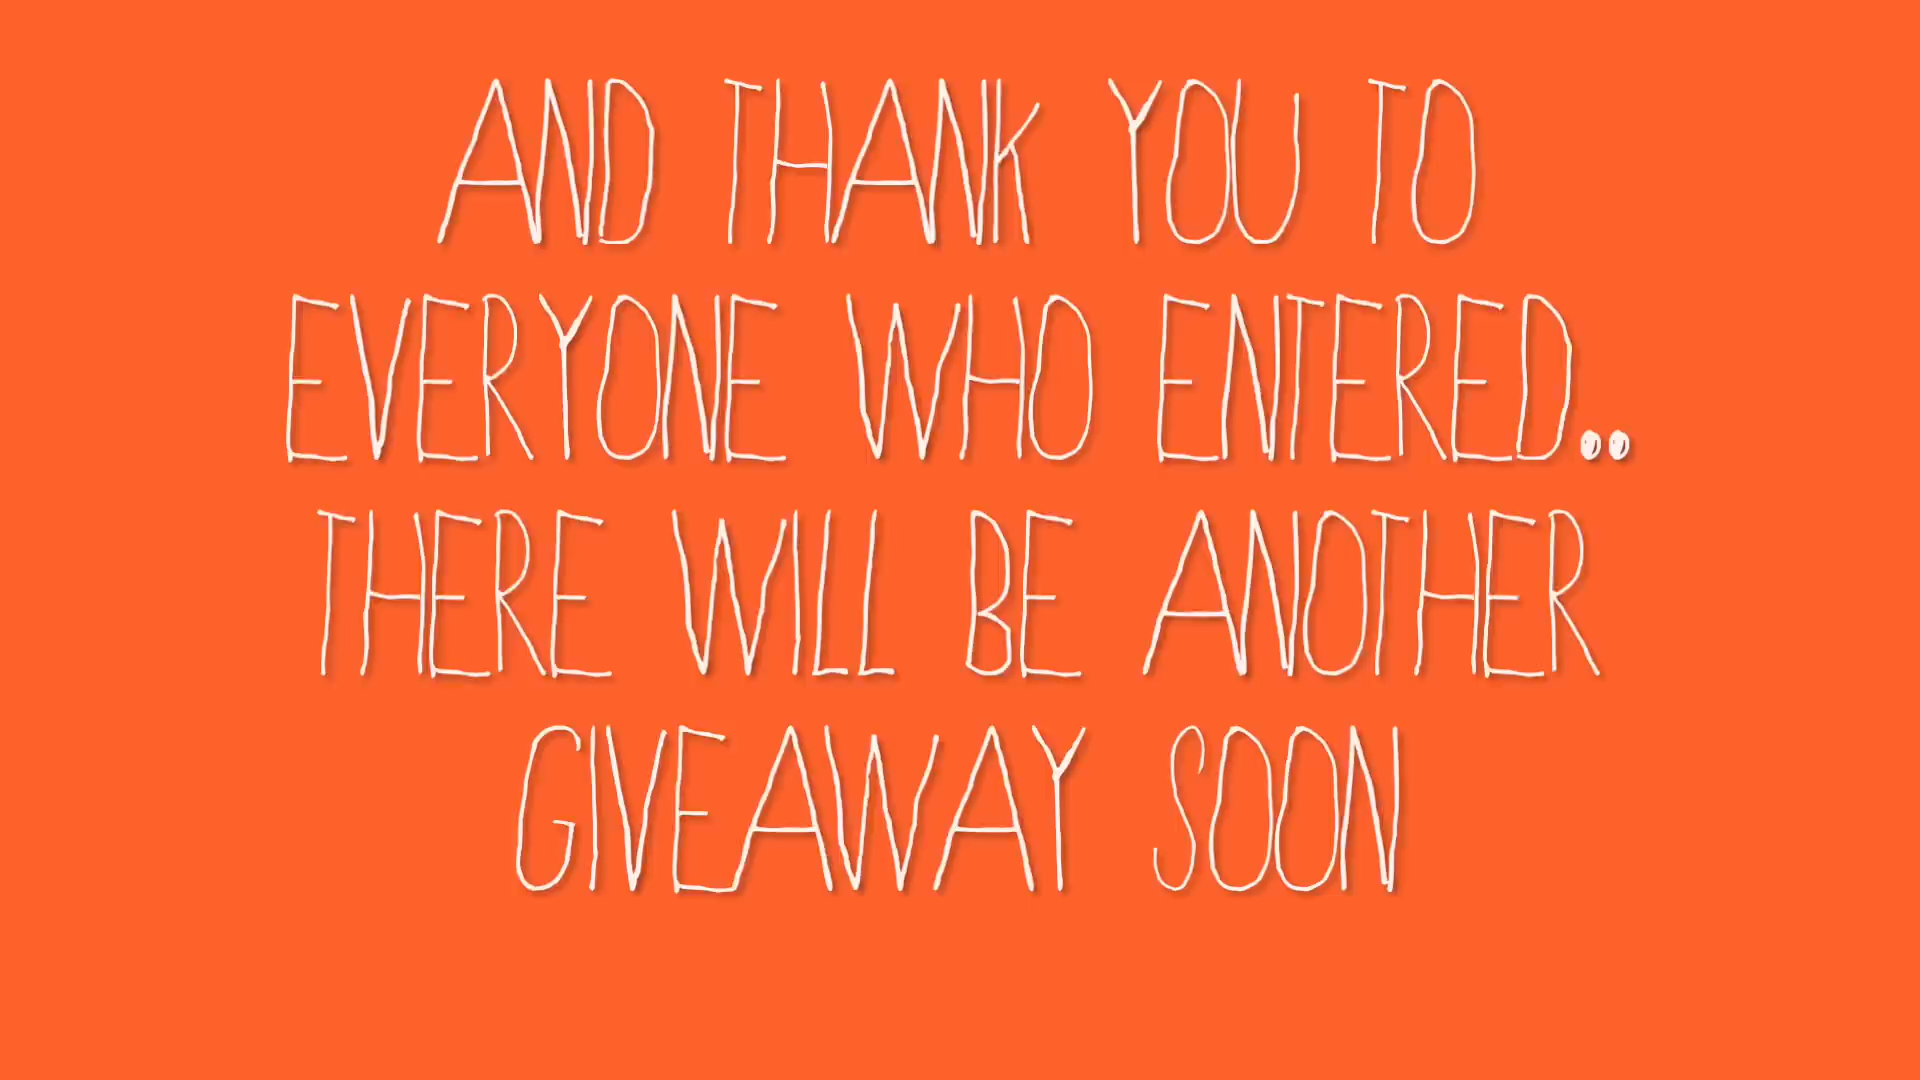 AND THANK YOU TO
EVERYONE WHO ENTERED..
THERE WILL BE ANOTHER
GIVEAWAY SOON